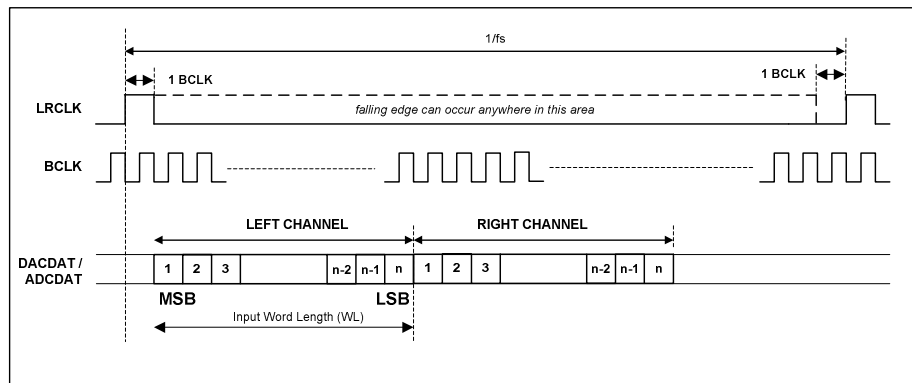 1/fs
1 BCLK
1 BCLK
LRCLK
falling edge can occur anywhere in this area
BCLK
LEFT CHANNEL
RIGHT CHANNEL
DACDAT /
ADCDAT
1 2 3 n-2 n-1 n 1 2 3 n-2 n-1 n
MSB
LSB
Input Word Length (WL)